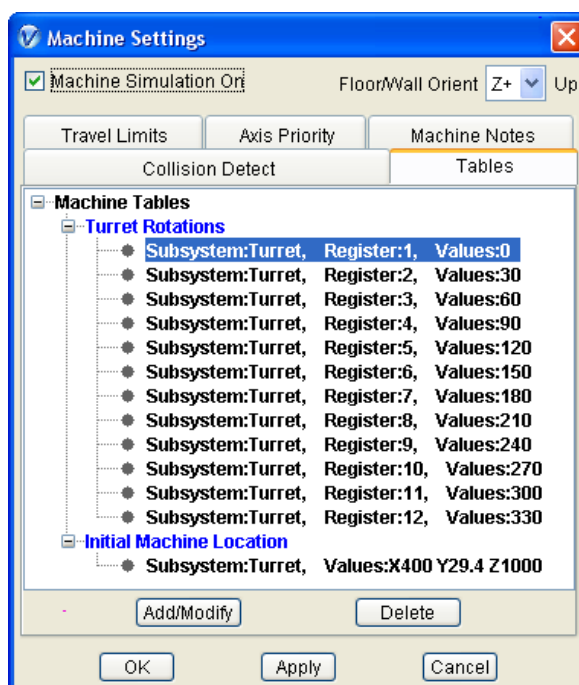 Machine Settings
Machine Simulation On Floor/Wall Orient Z+ Up
Travel Limits Axis Priority Machine Notes
Collision Detect Tables
Machine Tables
Turret Rotations
Subsystem:Turret, Register:1, Values:0
Subsystem:Turret, Register:2, Values:30
Subsystem:Turret, Register:3, Values:60
Subsystem:Turret, Register:4, Values:90
Subsystem:Turret, Register:5, Values:120
Subsystem:Turret, Register:6, Values:150
Subsystem:Turret, Register:7, Values:180
Subsystem:Turret, Register:8, Values:210
Subsystem:Turret, Register:9, Values:240
Subsystem:Turret, Register:10, Values:270
Subsystem:Turret, Register:11, Values:300
Subsystem:Turret, Register:12, Values:330
Initial Machine Location
Subsystem:Turret, Values:X400 Y29.4 Z1000
Add/Modify Delete
OK Apply Cancel